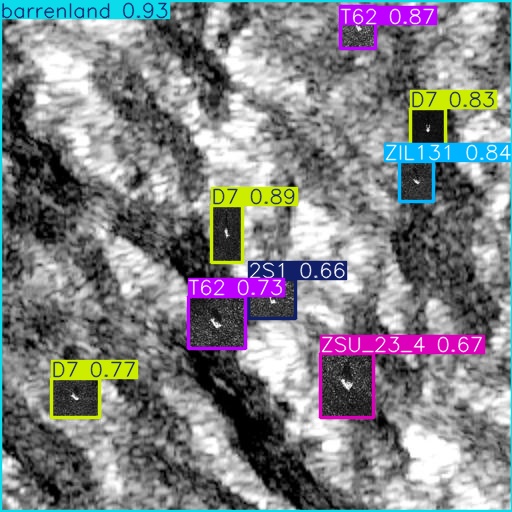 barrenland 0.93
T62 0.87
D7 0.83
ZIL131 0.84
D7 0.89
2S1 0.66
T62 0.73
ZSU_23_4 0.67
D7 0.77